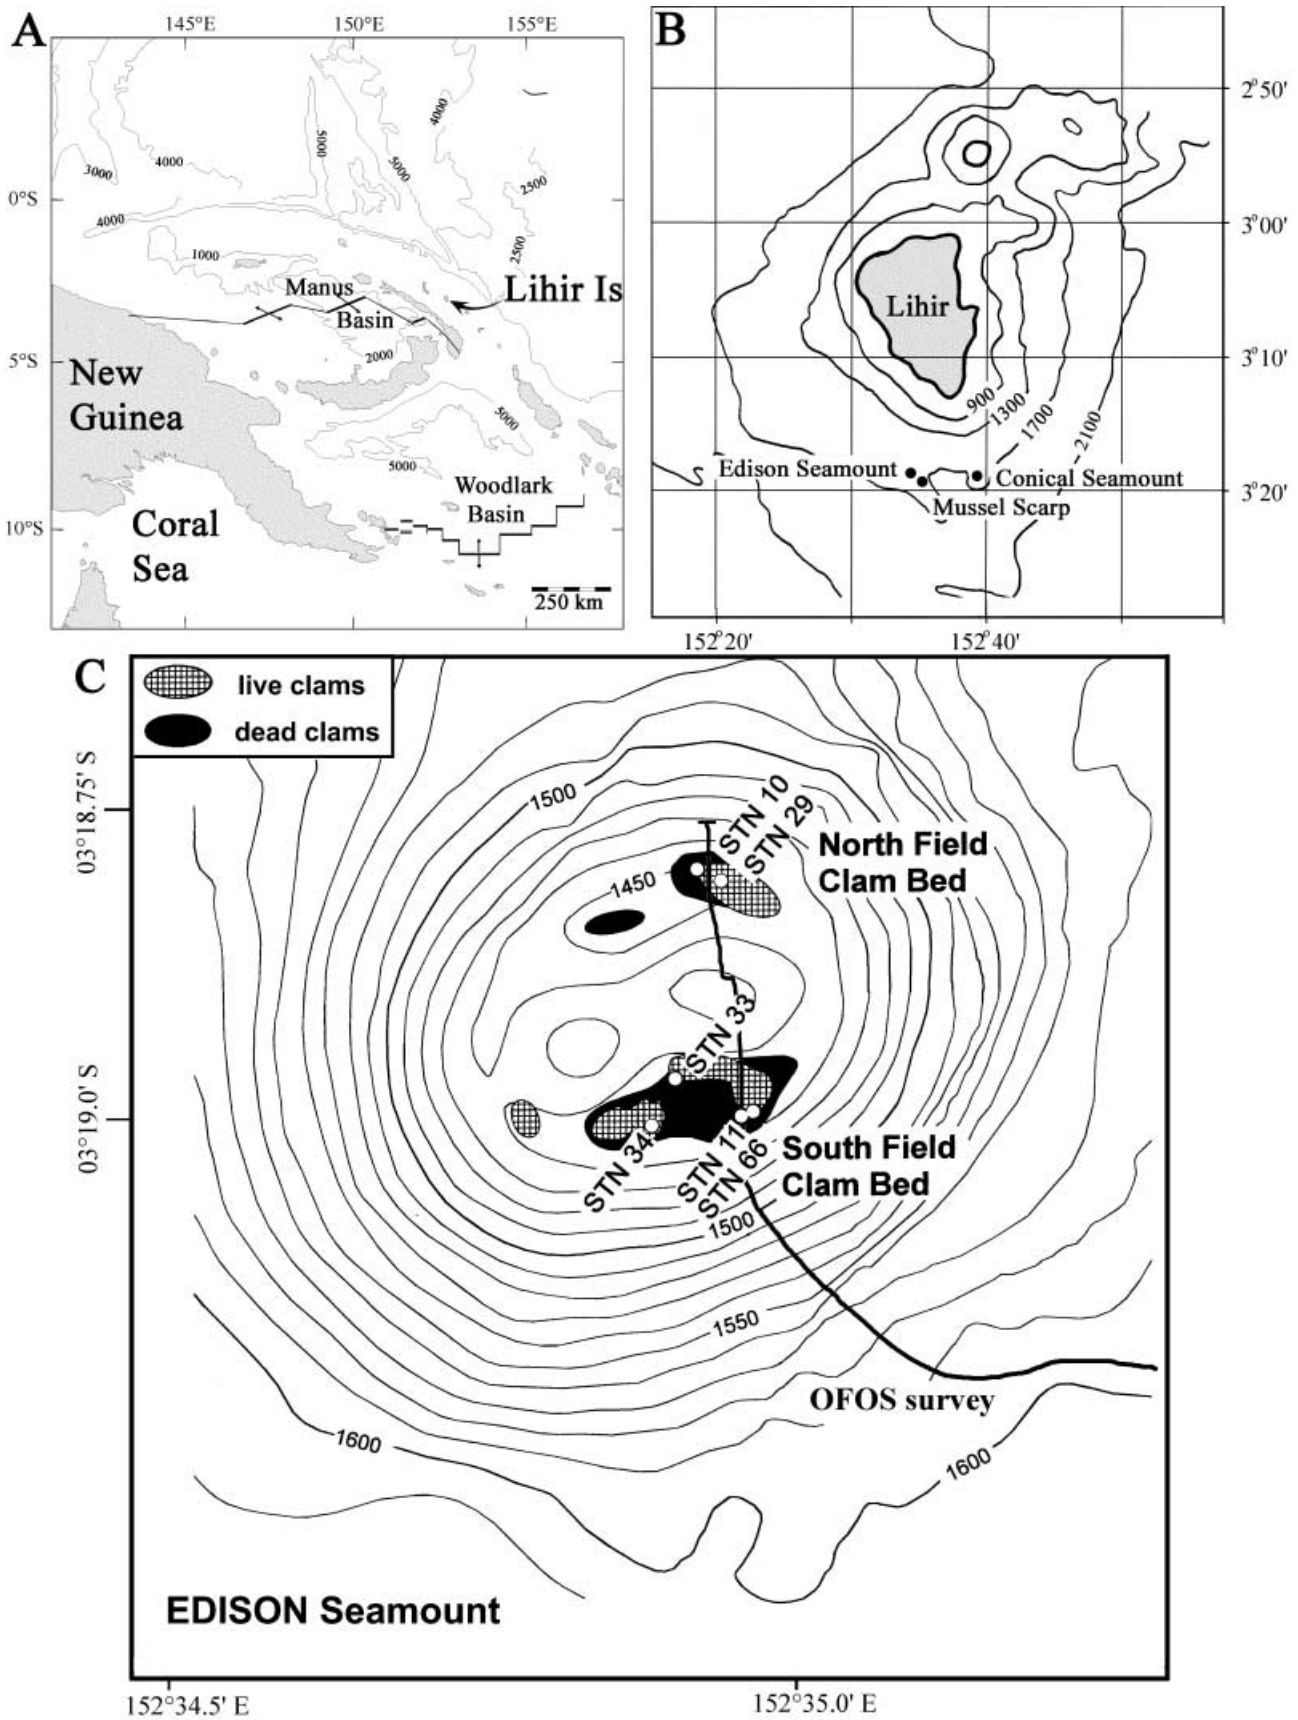 A
145°E
150°E
155°E
0°S
5°S
10°S
3000
4000
4000
5000
5000
4000
2500
2500
1000
Manus
Basin
2000
Lihir Is
New
Guinea
5000
5000
Woodlark
Basin
Coral
Sea
250 km
B
2°50'
3°00'
3°10'
3°20'
Lihir
900
1300
1700
2100
Edison Seamount
Conical Seamount
Mussel Scarp
152°20'
152°40'
C
live clams
dead clams
03°18.75' S
03°19.0' S
1500
STN 10
STN 29
North Field
Clam Bed
1450
STN 33
STN 34
STN 11
STN 66
South Field
Clam Bed
1500
1550
OFOS survey
1600
1600
EDISON Seamount
152°34.5' E
152°35.0' E